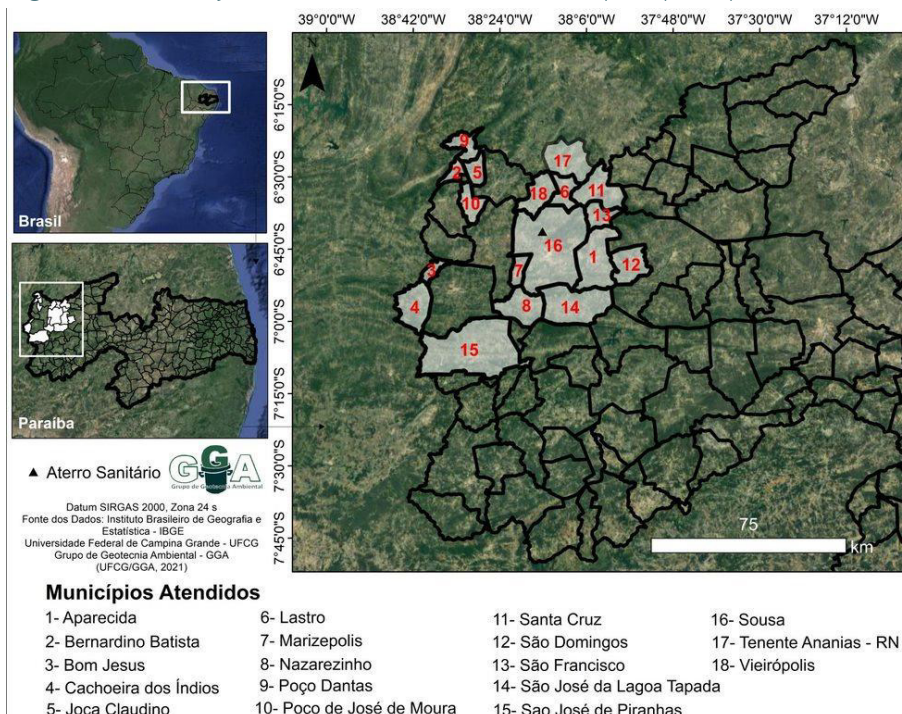 39°0'0"W 38°42'0"W 38°24'0"W 38°6'0"W 37°48'0"W 37°30'0"W 37°12'0"W
N
6°15'0"S
6°30'0"S
6°45'0"S
7°0'0"S
7°15'0"S
7°30'0"S
7°45'0"S
Brasil
Paraíba
9
17
2 5
18 6 11
10
13
16
1
3
7
12
4
8
14
15
75
km
▲ Aterro Sanitário
GGA
Grupo de Geotecnia Ambiental
Datum SIRGAS 2000, Zona 24 s
Fonte dos Dados: Instituto Brasileiro de Geografia e
Estatística - IBGE
Universidade Federal de Campina Grande - UFCG
Grupo de Geotecnia Ambiental - GGA
(UFCG/GGA, 2021)
Municípios Atendidos
1- Aparecida
2- Bernardino Batista
3- Bom Jesus
4- Cachoeira dos Índios
5- Joca Claudino
6- Lastro
7- Marizepolis
8- Nazarezinho
9- Poço Dantas
10- Poco de José de Moura
11- Santa Cruz
12- São Domingos
13- São Francisco
14- São José da Lagoa Tapada
15- Sao José de Piranhas
16- Sousa
17- Tenente Ananias - RN
18- Vieirópolis